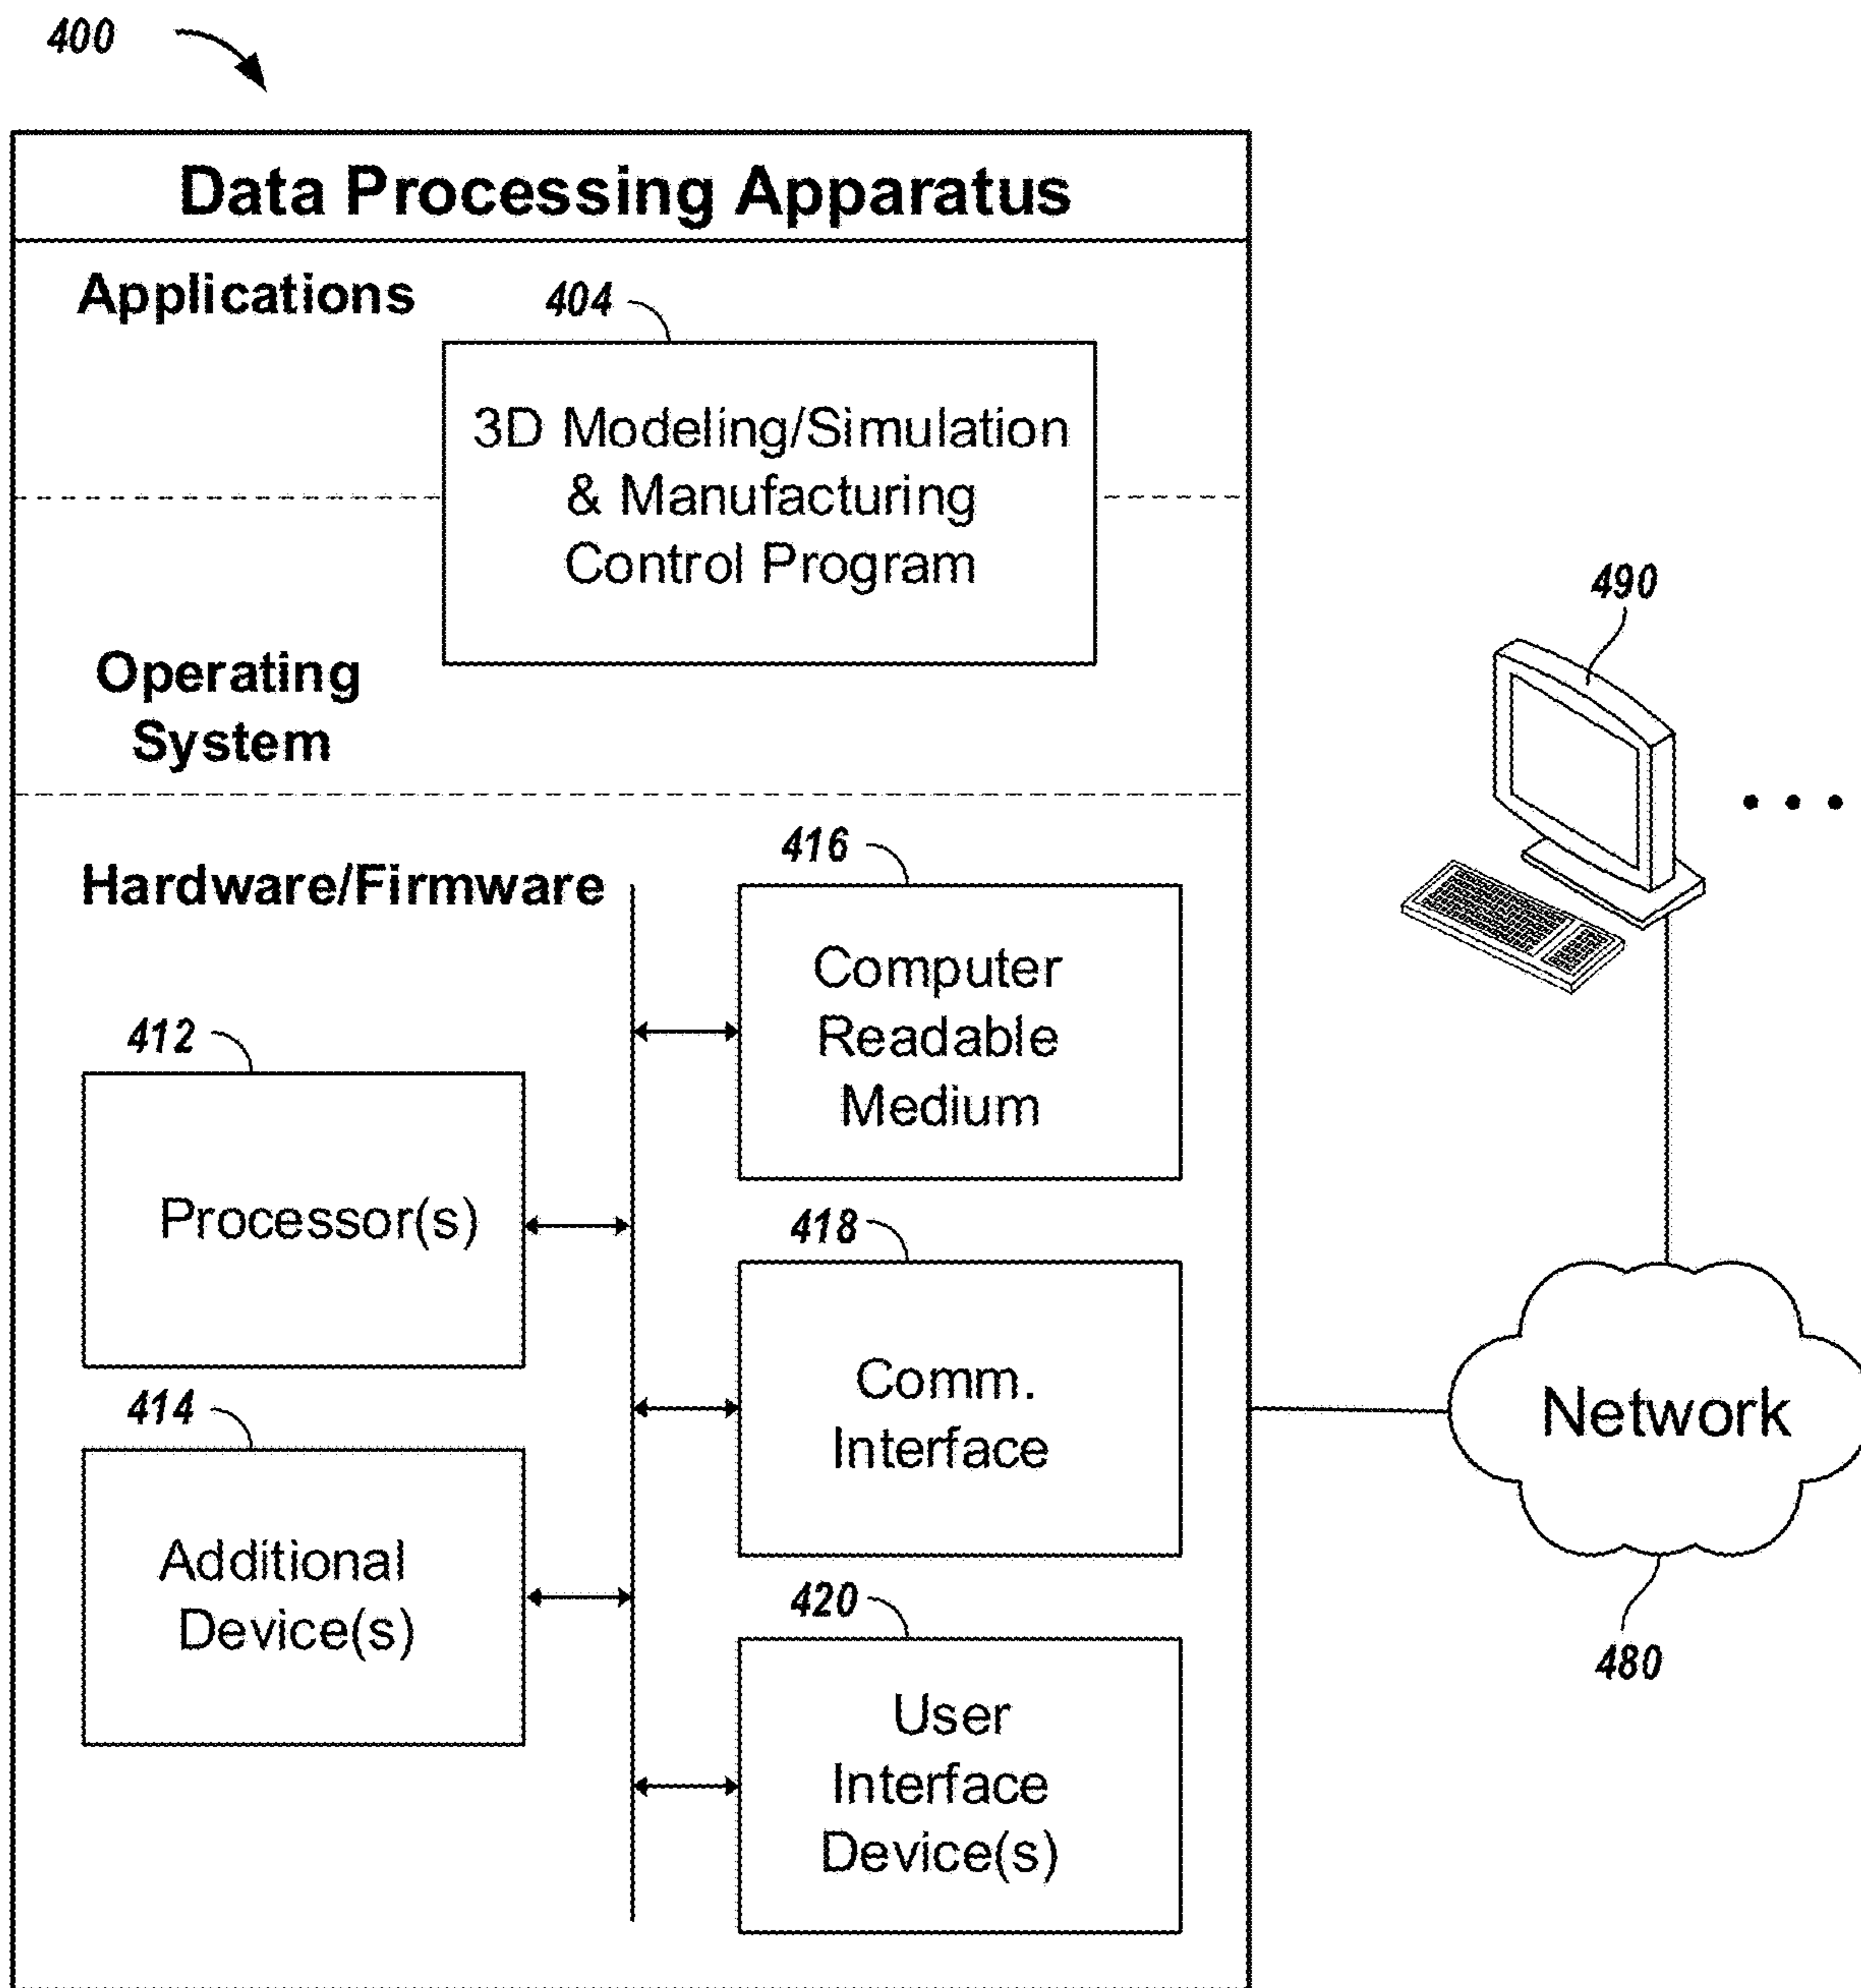 400
Data Processing Apparatus
Applications
404
3D Modeling/Simulation
& Manufacturing
Control Program
Operating
System
490
Hardware/Firmware
416
Computer
Readable
Medium
412
Processor(s)
418
Comm.
Interface
Network
480
414
Additional
Device(s)
420
User
Interface
Device(s)